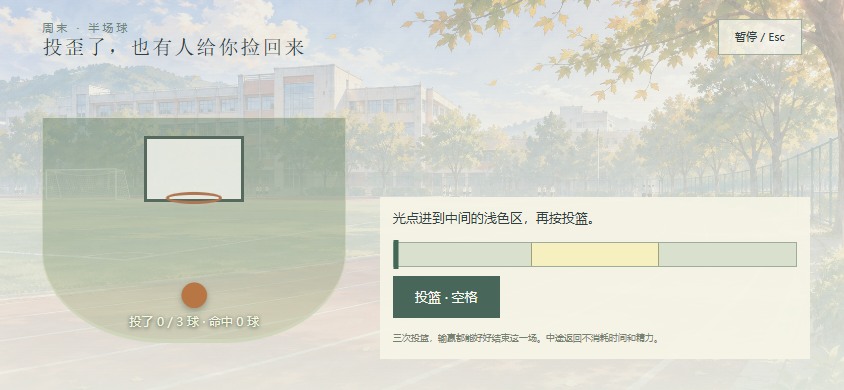 周末 · 半场球
投歪了，也有人给你捡回来
暂停 / Esc
光点进到中间的浅色区，再按投篮。
投篮 · 空格
投了 0 / 3 球 · 命中 0 球
三次投篮，输赢都能好好结束这一场。中途返回不消耗时间和精力。